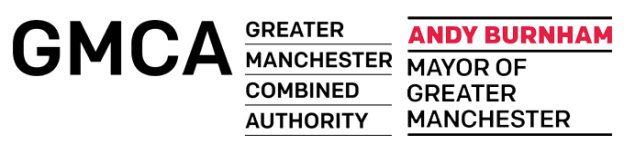 GMCA
GREATER
MANCHESTER
COMBINED
AUTHORITY
ANDY BURNHAM
MAYOR OF
GREATER
MANCHESTER